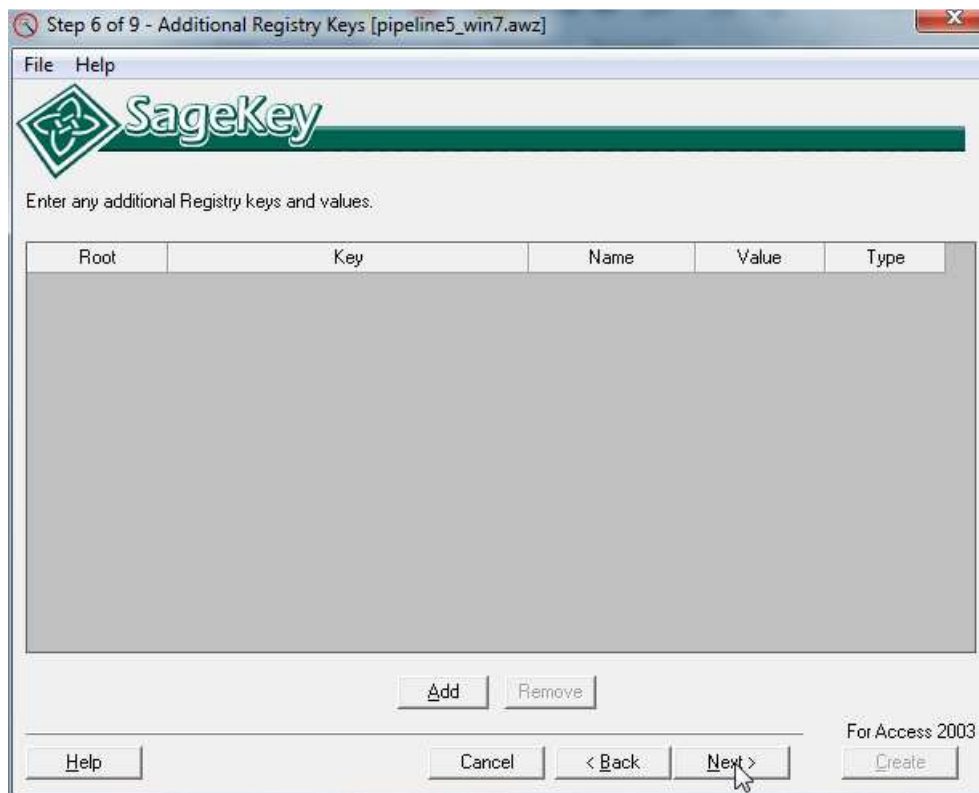 Step 6 of 9 - Additional Registry Keys [pipeline5_win7.awz]
File Help
SageKey
Enter any additional Registry keys and values.
Root Key Name Value Type
Add Remove
For Access 2003
Help Cancel < Back Next > Create